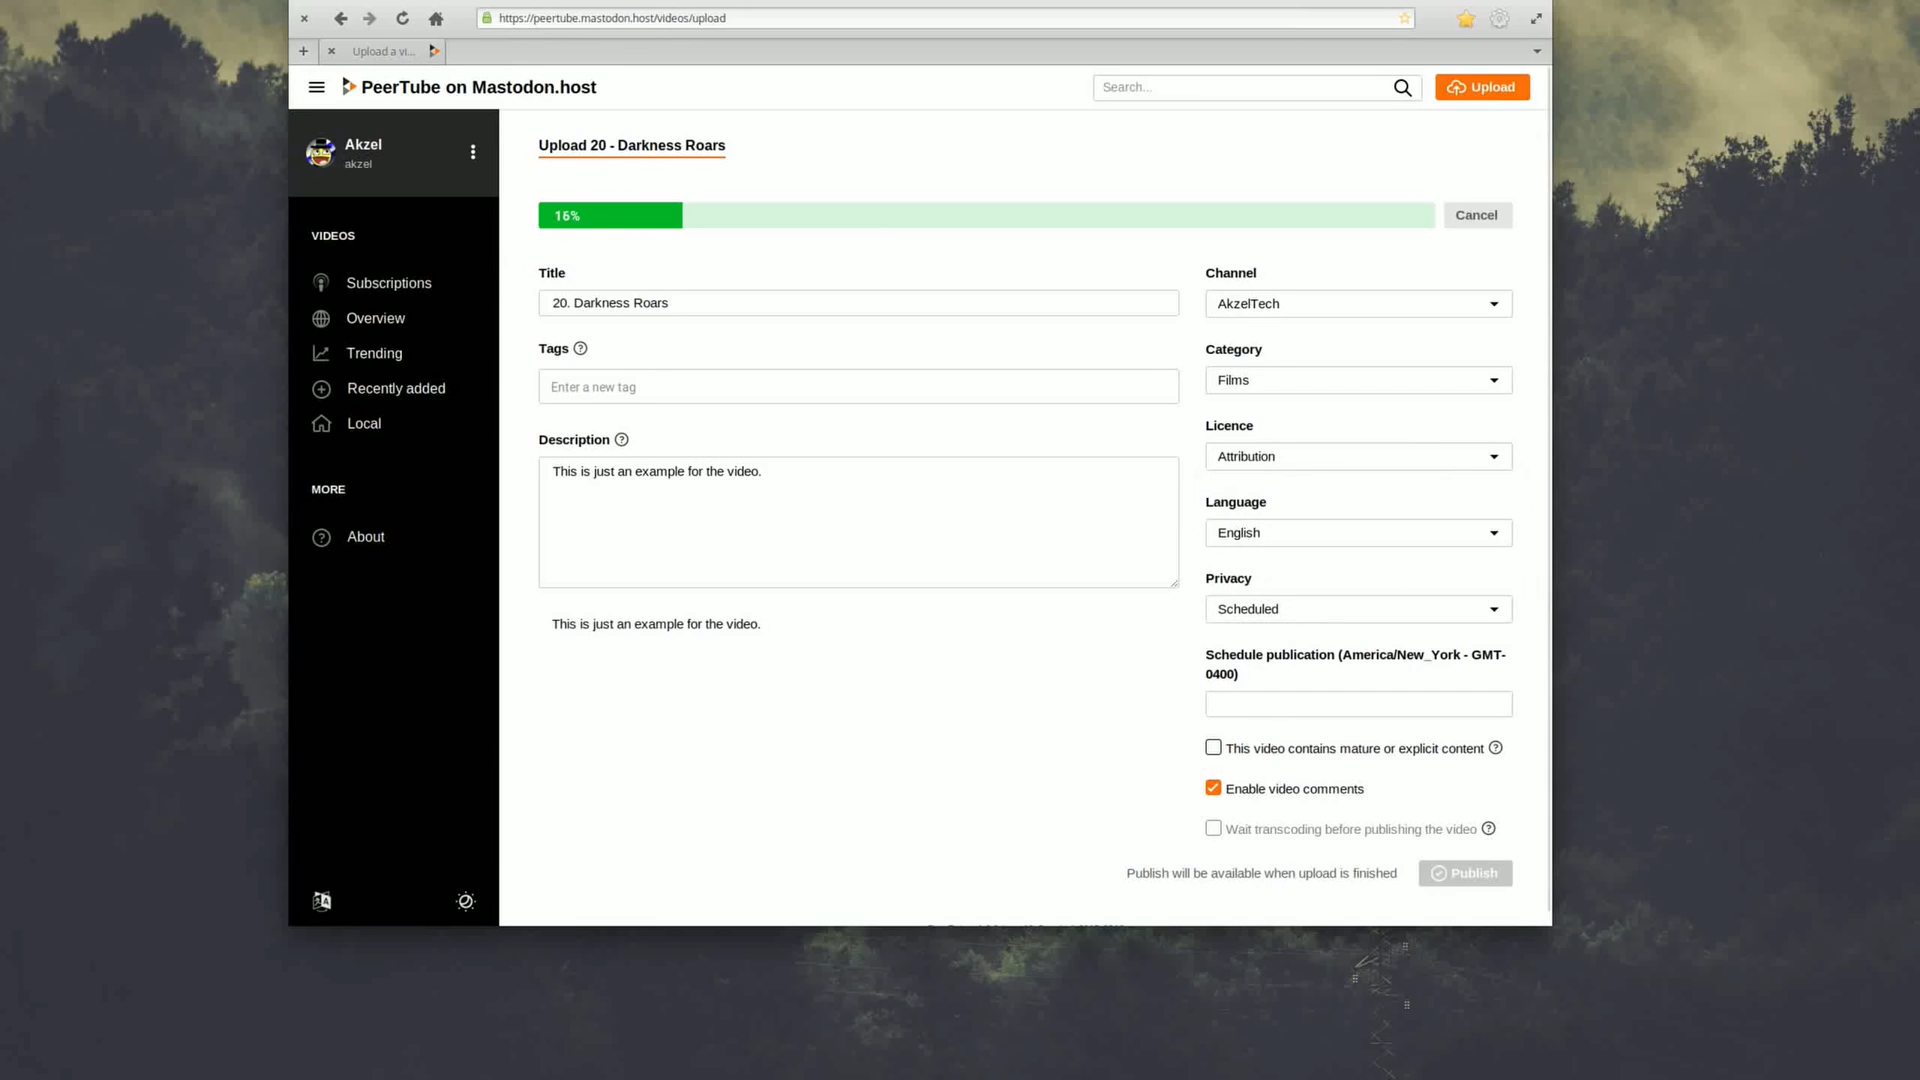 https://peertube.mastodon.host/videos/upload
Upload a vi...
PeerTube on Mastodon.host
Search...
Upload
Akzel
akzel
VIDEOS
Subscriptions
Overview
Trending
Recently added
Local
MORE
About
Upload 20 - Darkness Roars
16%
Cancel
Title
20. Darkness Roars
Tags
Enter a new tag
Description
This is just an example for the video.
This is just an example for the video.
Channel
AkzelTech
Category
Films
Licence
Attribution
Language
English
Privacy
Scheduled
Schedule publication (America/New_York - GMT-
0400)
This video contains mature or explicit content
Enable video comments
Wait transcoding before publishing the video
Publish will be available when upload is finished
Publish